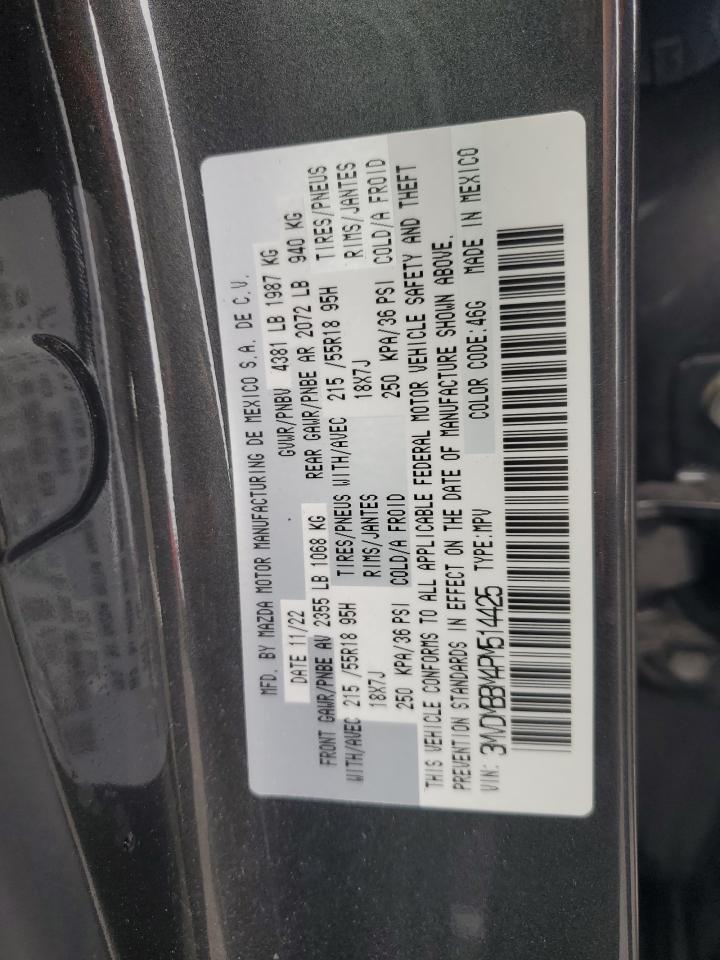 MFD. BY MAZDA MOTOR MANUFACTURING DE MEXICO S.A. DE C.V.
DATE 11/22 GVWR/PNBV 4381 LB 1987 KG
FRONT GAWR/PNBE AV 2355 LB 1068 KG REAR GAWR/PNBE AR 2072 LB 940 KG
WITH/AVEC 215 /55R18 95H TIRES/PNEUS WITH/AVEC 215 /55R18 95H TIRES/PNEUS
18X7J RIMS/JANTES 18X7J RIMS/JANTES
250 KPA/36 PSI COLD/A FROID 250 KPA/36 PSI COLD/A FROID
THIS VEHICLE CONFORMS TO ALL APPLICABLE FEDERAL MOTOR VEHICLE SAFETY AND THEFT
PREVENTION STANDARDS IN EFFECT ON THE DATE OF MANUFACTURE SHOWN ABOVE.
VIN: 3MVDMBBM4PM514425 TYPE:MPV COLOR CODE:46G MADE IN MEXICO